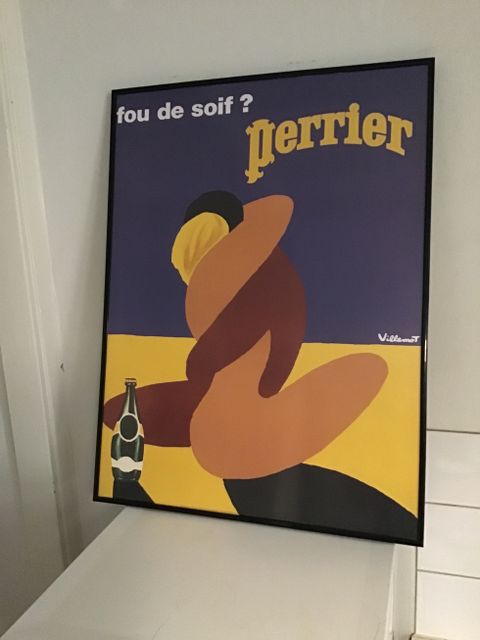 fou de soif ?
perrier
Villemot